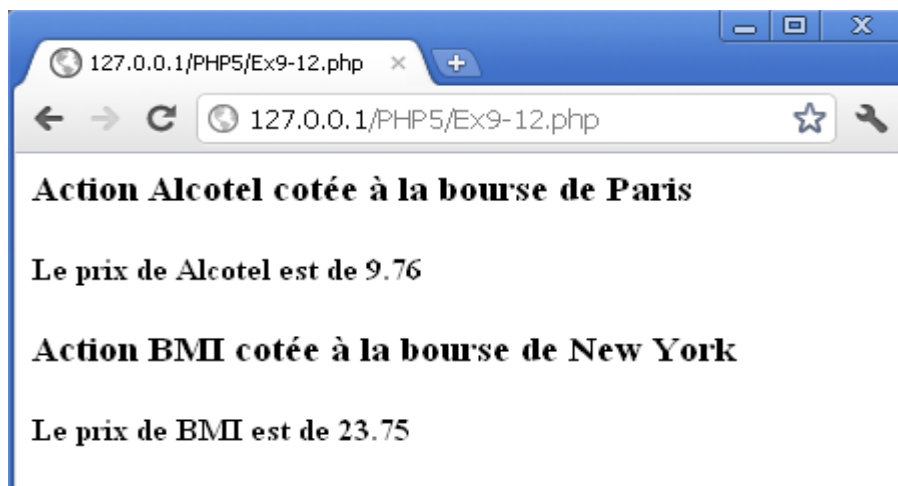 127.0.0.1/PHP5/Ex9-12.php
127.0.0.1/PHP5/Ex9-12.php
Action Alcotel cotée à la bourse de Paris
Le prix de Alcotel est de 9.76
Action BMI cotée à la bourse de New York
Le prix de BMI est de 23.75